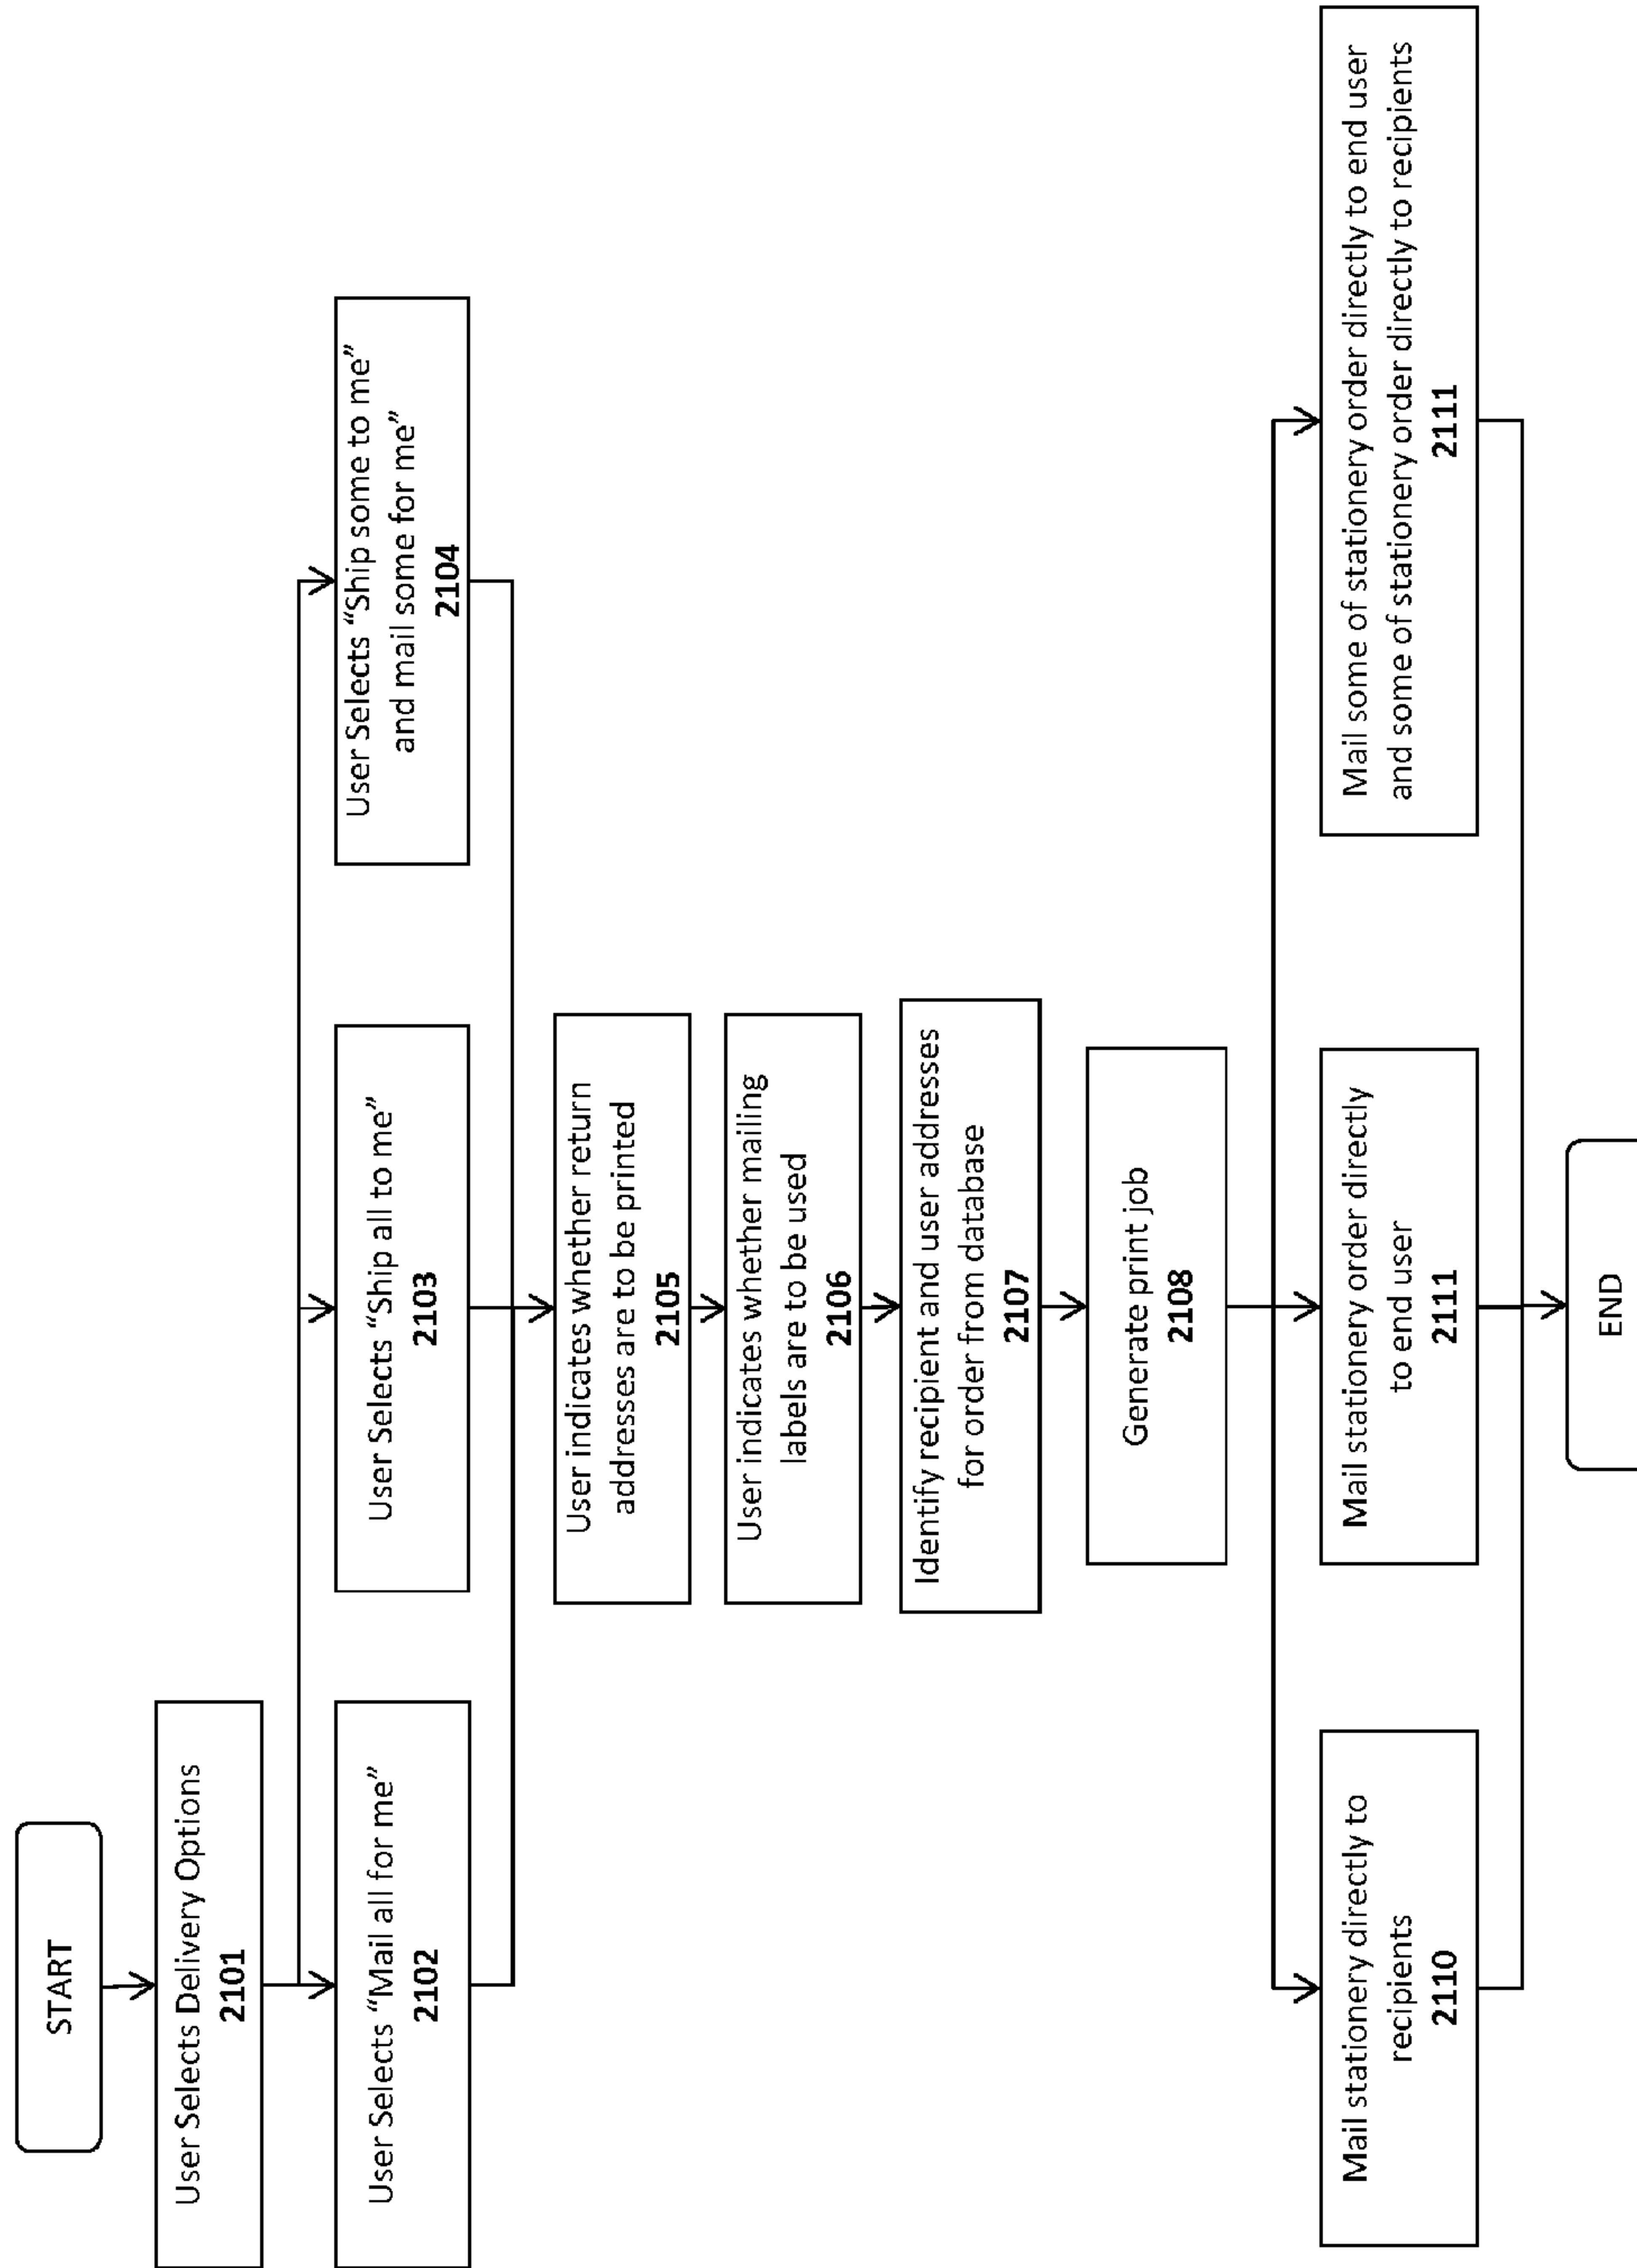 START
User Selects Delivery Options
2101
User Selects “Mail all for me”
2102
User Selects “Ship all to me”
2103
User Selects “Ship some to me”
and mail some for me”
2104
User indicates whether return
addresses are to be printed
2105
User indicates whether mailing
labels are to be used
2106
Identify recipient and user addresses
for order from database
2107
Generate print job
2108
Mail stationery directly to
recipients
2110
Mail stationery order directly
to end user
2111
Mail some of stationery order directly to end user
and some of stationery order directly to recipients
2111
END